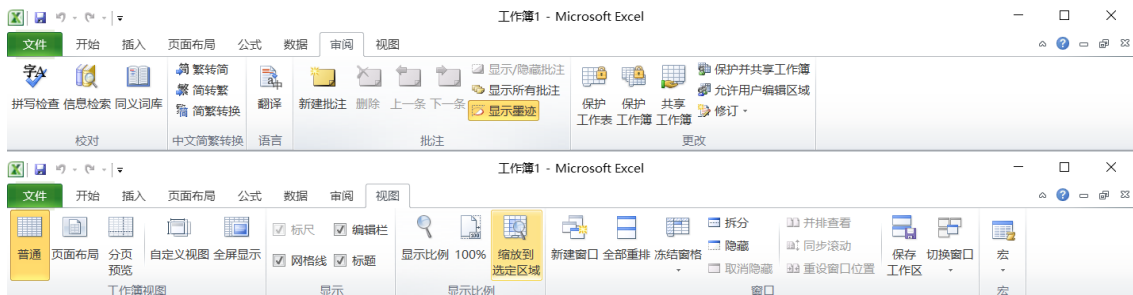 工作簿1 - Microsoft Excel
文件 开始 插入 页面布局 公式 数据 审阅 视图
字A 简 繁转简 显示/隐藏批注 保护并共享工作簿
繁 简转繁 显示所有批注 允许用户编辑区域
拼写检查 信息检索 同义词库 繁 简繁转换 翻译 新建批注 删除 上一条 下一条 显示墨迹 保护工作表 保护工作簿 共享工作簿 修订
校对 中文简繁转换 语言 批注 更改
工作簿1 - Microsoft Excel
文件 开始 插入 页面布局 公式 数据 审阅 视图
标尺 编辑栏 拆分 并排查看
普通 页面布局 分页预览 自定义视图 全屏显示 网格线 标题 显示比例 100% 缩放到选定区域 新建窗口 全部重排 冻结窗格 隐藏 同步滚动 保存工作区 切换窗口 宏
取消隐藏 重设窗口位置
工作簿视图 显示 显示比例 窗口 宏